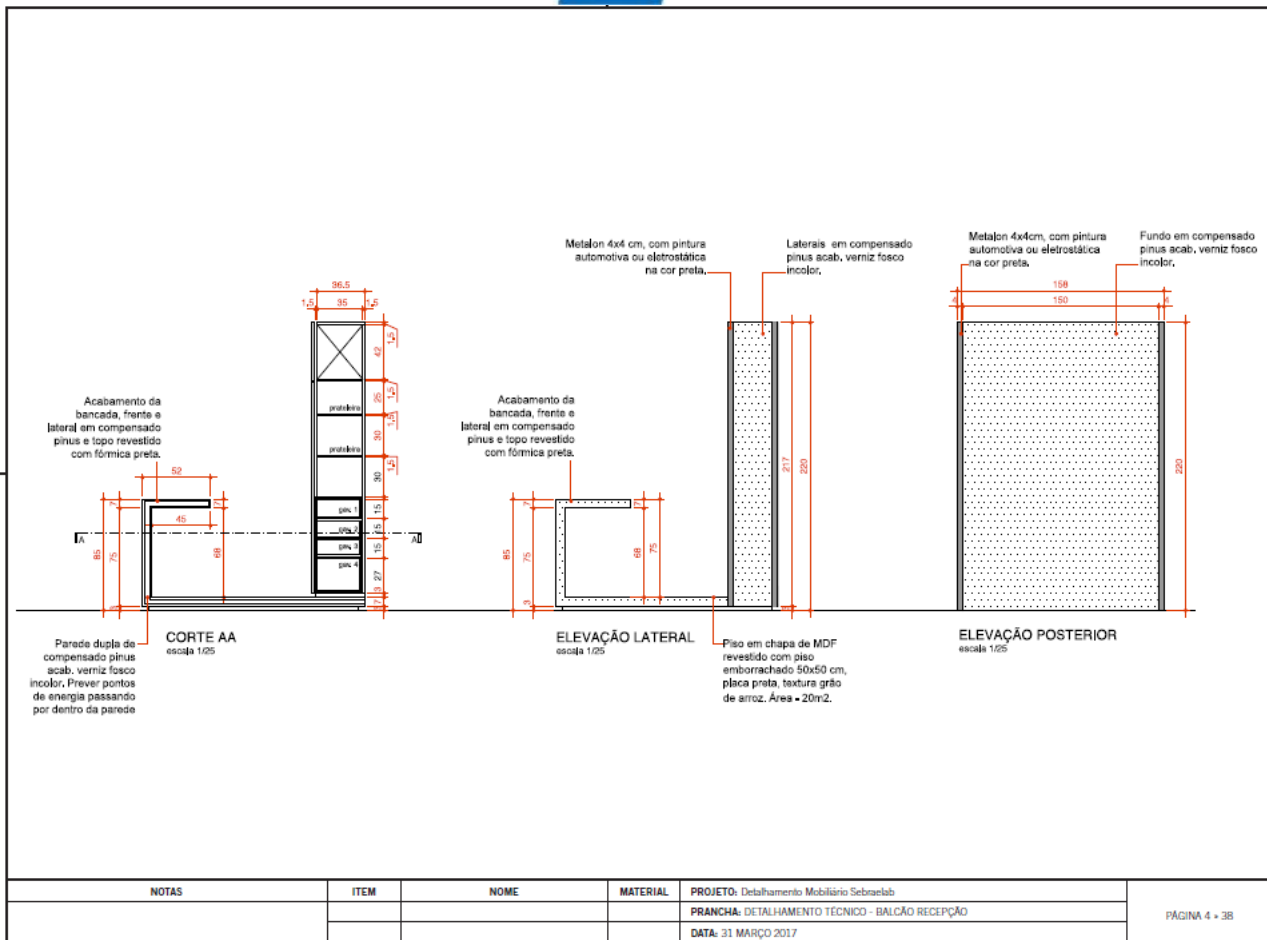 Metalon 4x4 cm, com pintura
automotiva ou eletrostática
na cor preta.
Laterais em compensado
pinus acab. verniz fosco
incolor.
Metalon 4x4cm, com pintura
automotiva ou eletrostática
na cor preta.
Fundo em compensado
pinus acab. verniz fosco
incolor.
36.5
1,5
35
1,5
42
1,5
25
1,5
30
1,5
30
15
15
15
27
3
prateleira
prateleira
gav. 1
gav. 2
gav. 3
gav. 4
Acabamento da
bancada, frente e
lateral em compensado
pinus e topo revestido
com fórmica preta.
52
7
7
45
85
75
68
A
A
CORTE AA
escala 1/25
Parede dupla de
compensado pinus
acab. verniz fosco
incolor. Prever pontos
de energia passando
por dentro da parede
Acabamento da
bancada, frente e
lateral em compensado
pinus e topo revestido
com fórmica preta.
7
7
85
75
3
68
75
217
220
ELEVAÇÃO LATERAL
escala 1/25
Piso em chapa de MDF
revestido com piso
emborrachado 50x50 cm,
placa preta, textura grão
de arroz. Área = 20m2.
158
4
150
4
220
ELEVAÇÃO POSTERIOR
escala 1/25
NOTAS
ITEM
NOME
MATERIAL
PROJETO: Detalhamento Mobiliário Sebraelab
PRANCHA: DETALHAMENTO TÉCNICO - BALCÃO RECEPÇÃO
DATA: 31 MARÇO 2017
PÁGINA 4 » 38